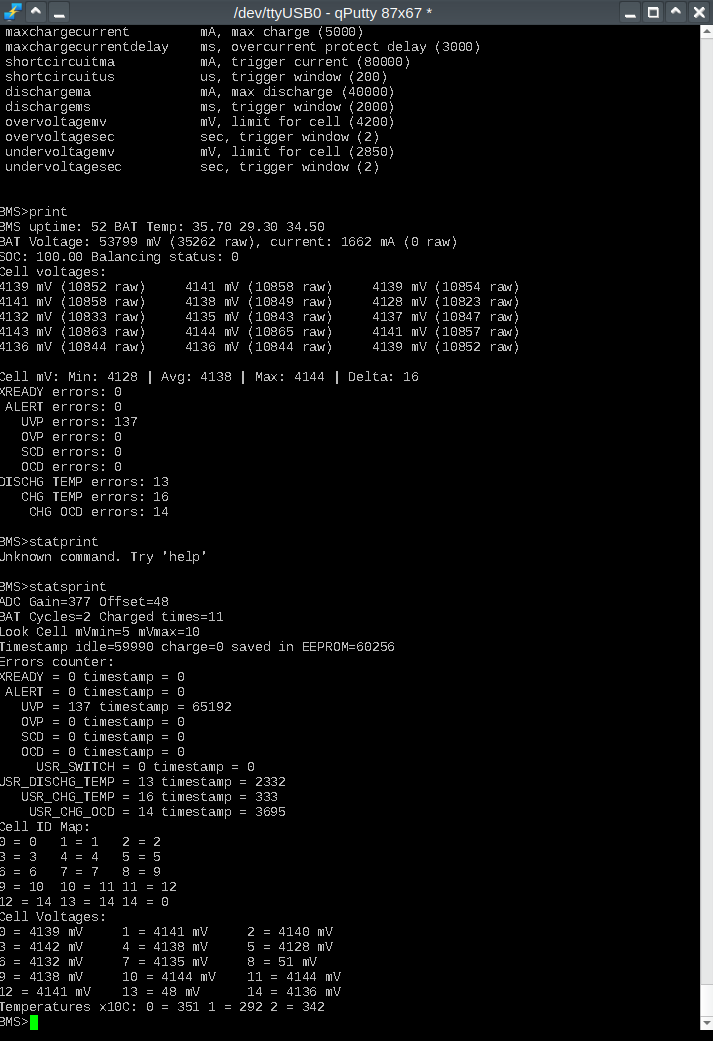 /dev/ttyUSB0 - qPutty 87x67 *
maxchargecurrent mA, max charge (5000)
maxchargecurrentdelay ms, overcurrent protect delay (3000)
shortcircuitma mA, trigger current (80000)
shortcircuitus us, trigger window (200)
dischargema mA, max discharge (40000)
dischargems ms, trigger window (2000)
overvoltagemv mV, limit for cell (4200)
overvoltagesec sec, trigger window (2)
undervoltagemv mV, limit for cell (2850)
undervoltagesec sec, trigger window (2)
BMS>print
BMS uptime: 52 BAT Temp: 35.70 29.30 34.50
BAT Voltage: 53799 mV (35262 raw), current: 1662 mA (0 raw)
SOC: 100.00 Balancing status: 0
Cell voltages:
4139 mV (10852 raw) 4141 mV (10858 raw) 4139 mV (10854 raw)
4141 mV (10858 raw) 4138 mV (10849 raw) 4128 mV (10823 raw)
4132 mV (10833 raw) 4135 mV (10843 raw) 4137 mV (10847 raw)
4143 mV (10863 raw) 4144 mV (10865 raw) 4141 mV (10857 raw)
4136 mV (10844 raw) 4136 mV (10844 raw) 4139 mV (10852 raw)
Cell mV: Min: 4128 | Avg: 4138 | Max: 4144 | Delta: 16
XREADY errors: 0
ALERT errors: 0
UVP errors: 137
OVP errors: 0
SCD errors: 0
OCD errors: 0
DISCHG TEMP errors: 13
CHG TEMP errors: 16
CHG OCD errors: 14
BMS>statprint
Unknown command. Try 'help'
BMS>statsprint
ADC Gain=377 Offset=48
BAT Cycles=2 Charged times=11
Look Cell mVmin=5 mVmax=10
Timestamp idle=59990 charge=0 saved in EEPROM=60256
Errors counter:
XREADY = 0 timestamp = 0
ALERT = 0 timestamp = 0
UVP = 137 timestamp = 65192
OVP = 0 timestamp = 0
SCD = 0 timestamp = 0
OCD = 0 timestamp = 0
USR_SWITCH = 0 timestamp = 0
USR_DISCHG_TEMP = 13 timestamp = 2332
USR_CHG_TEMP = 16 timestamp = 333
USR_CHG_OCD = 14 timestamp = 3695
Cell ID Map:
0 = 0 1 = 1 2 = 2
3 = 3 4 = 4 5 = 5
6 = 6 7 = 7 8 = 9
9 = 10 10 = 11 11 = 12
12 = 14 13 = 14 14 = 0
Cell Voltages:
0 = 4139 mV 1 = 4141 mV 2 = 4140 mV
3 = 4142 mV 4 = 4138 mV 5 = 4128 mV
6 = 4132 mV 7 = 4135 mV 8 = 51 mV
9 = 4138 mV 10 = 4144 mV 11 = 4144 mV
12 = 4141 mV 13 = 48 mV 14 = 4136 mV
Temperatures x10C: 0 = 351 1 = 292 2 = 342
BMS>